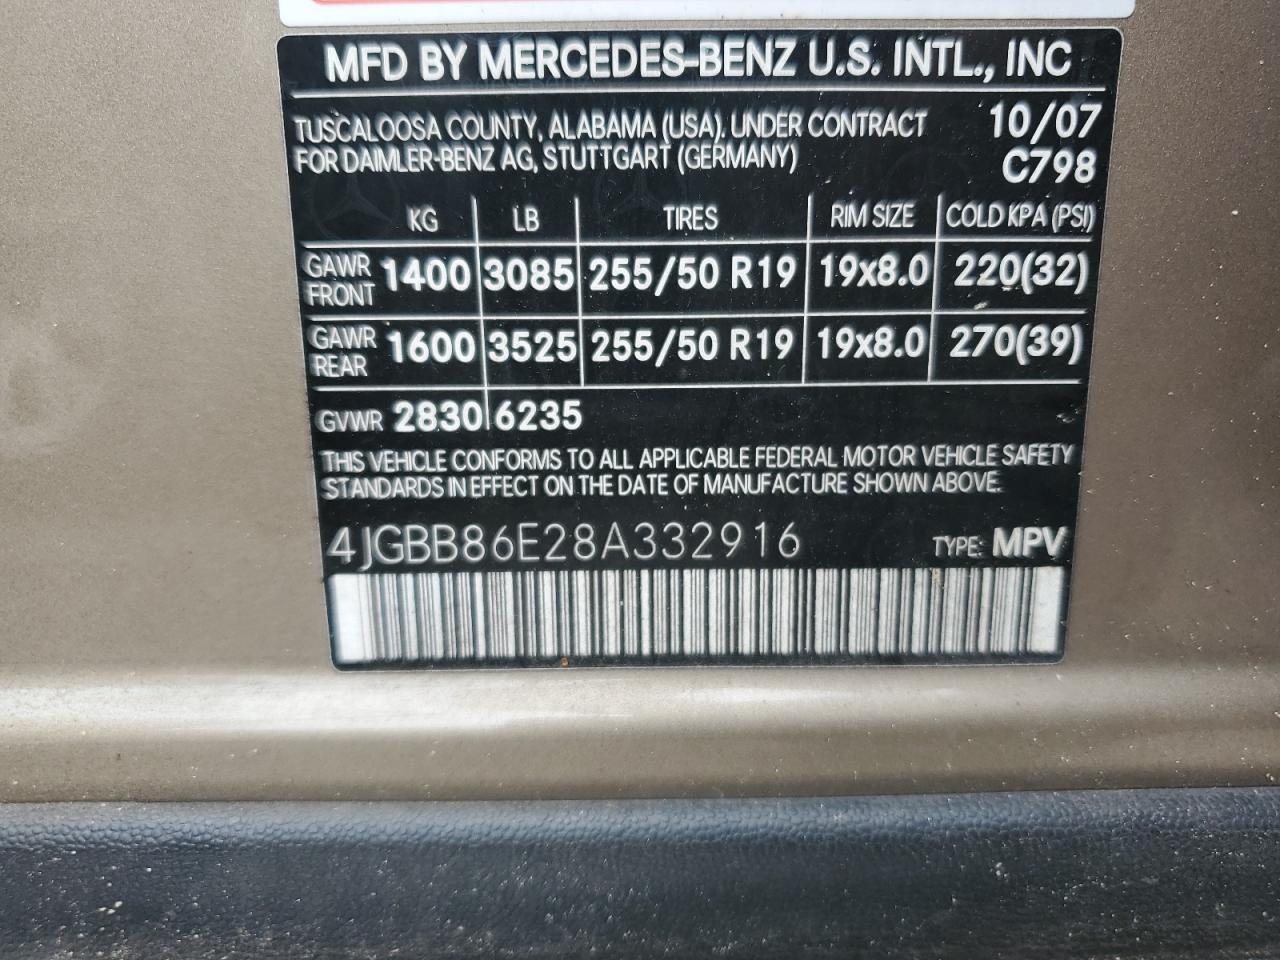 MFD BY MERCEDES-BENZ U.S. INTL., INC
TUSCALOOSA COUNTY, ALABAMA (USA), UNDER CONTRACT 10/07
FOR DAIMLER-BENZ AG, STUTTGART (GERMANY) C798
KG LB TIRES RIM SIZE COLD KPA (PSI)
GAWR FRONT 1400 3085 255/50 R19 19x8.0 220(32)
GAWR REAR 1600 3525 255/50 R19 19x8.0 270(39)
GVWR 2830 6235
THIS VEHICLE CONFORMS TO ALL APPLICABLE FEDERAL MOTOR VEHICLE SAFETY
STANDARDS IN EFFECT ON THE DATE OF MANUFACTURE SHOWN ABOVE.
4JGBB86E28A332916 TYPE: MPV